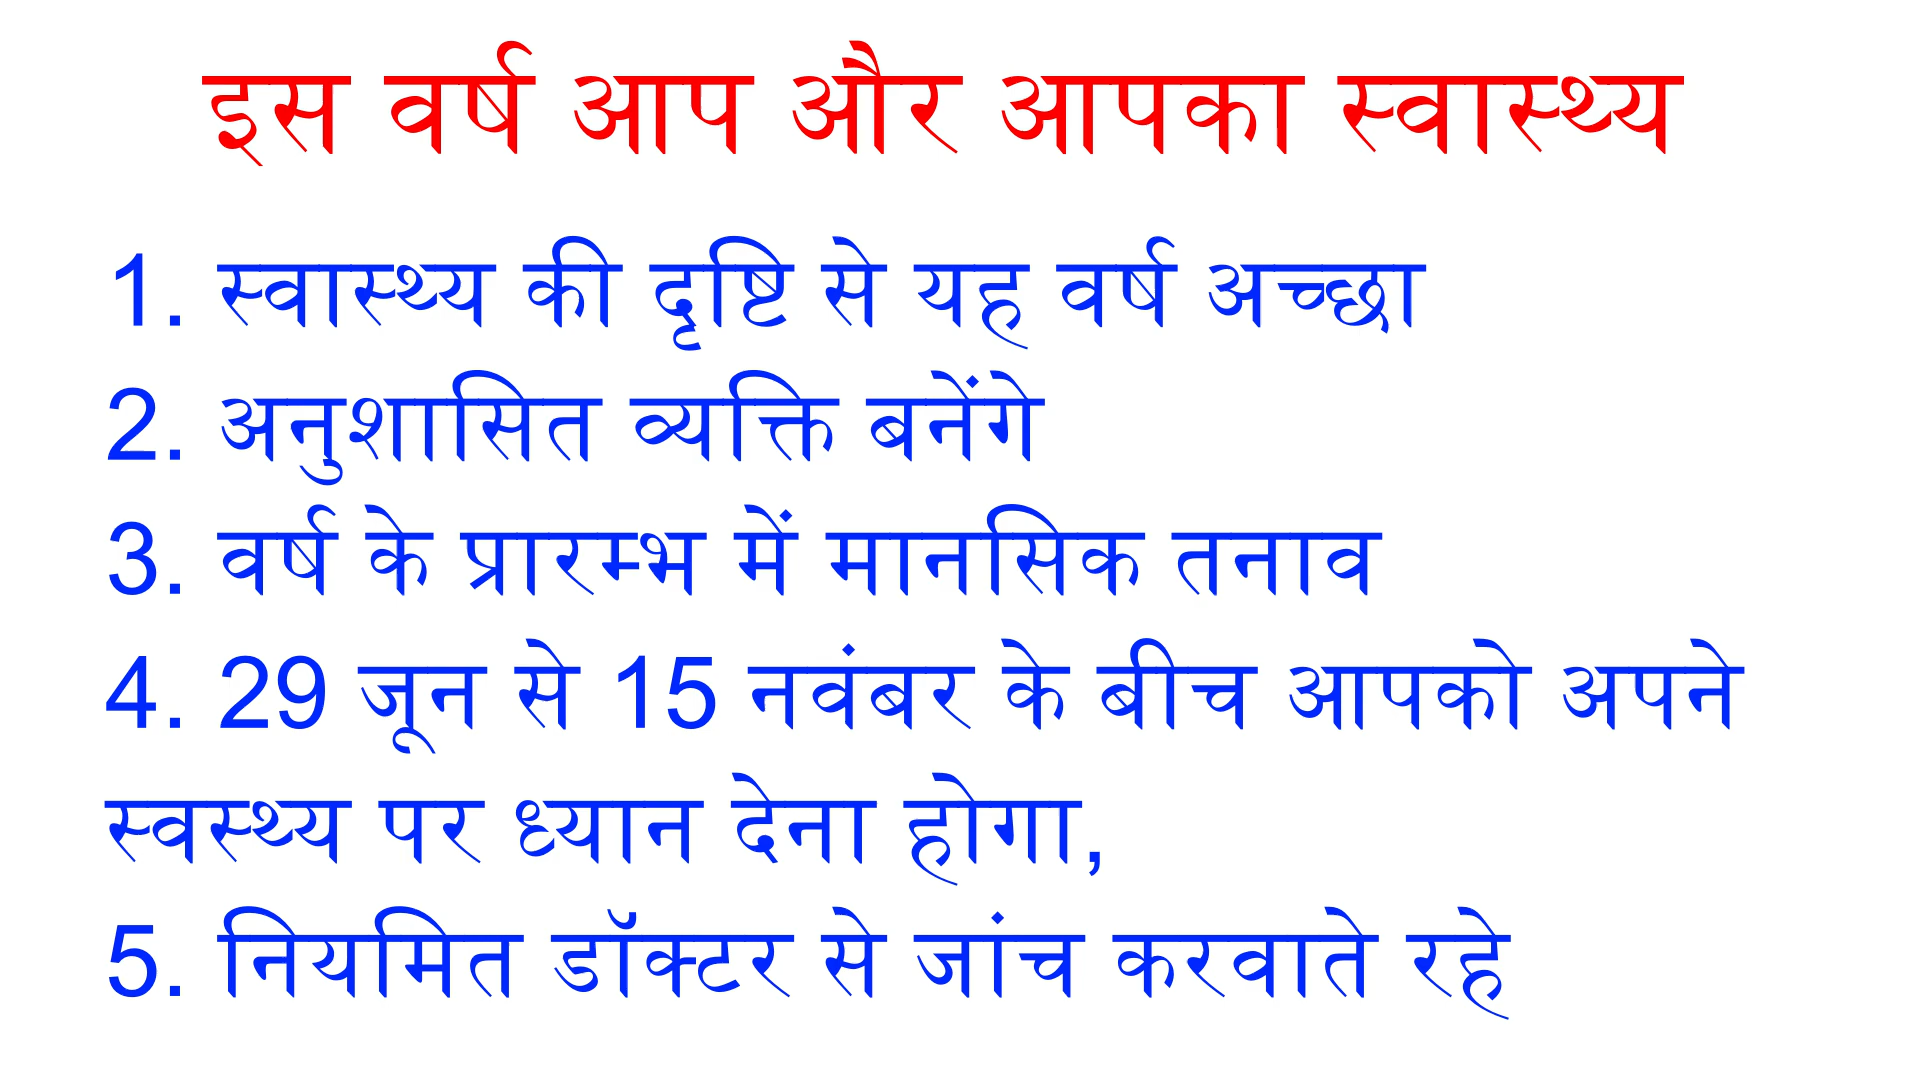 इस वर्ष आप और आपका स्वास्थ्य
1. स्वास्थ्य की दृष्टि से यह वर्ष अच्छा
2. अनुशासित व्यक्ति बनेंगे
3. वर्ष के प्रारम्भ में मानसिक तनाव
4. 29 जून से 15 नवंबर के बीच आपको अपने
स्वस्थ्य पर ध्यान देना होगा,
5. नियमित डॉक्टर से जांच करवाते रहे